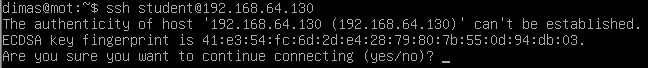 dimas@mot:~$ ssh student@192.168.64.130
The authenticity of host '192.168.64.130 (192.168.64.130)' can't be established.
ECDSA key fingerprint is 41:e3:54:fc:6d:2d:e4:28:79:80:7b:55:0d:94:db:03.
Are you sure you want to continue connecting (yes/no)? _